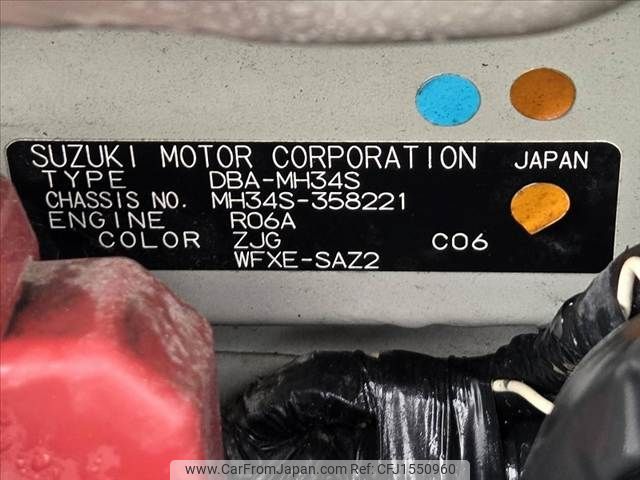 SUZUKI MOTOR CORPORATION JAPAN
TYPE DBA-MH34S
CHASSIS NO. MH34S-358221
ENGINE R06A
COLOR ZJG C06
WFXE-SAZ2
www.CarFromJapan.com | Ref: CFJ1550960